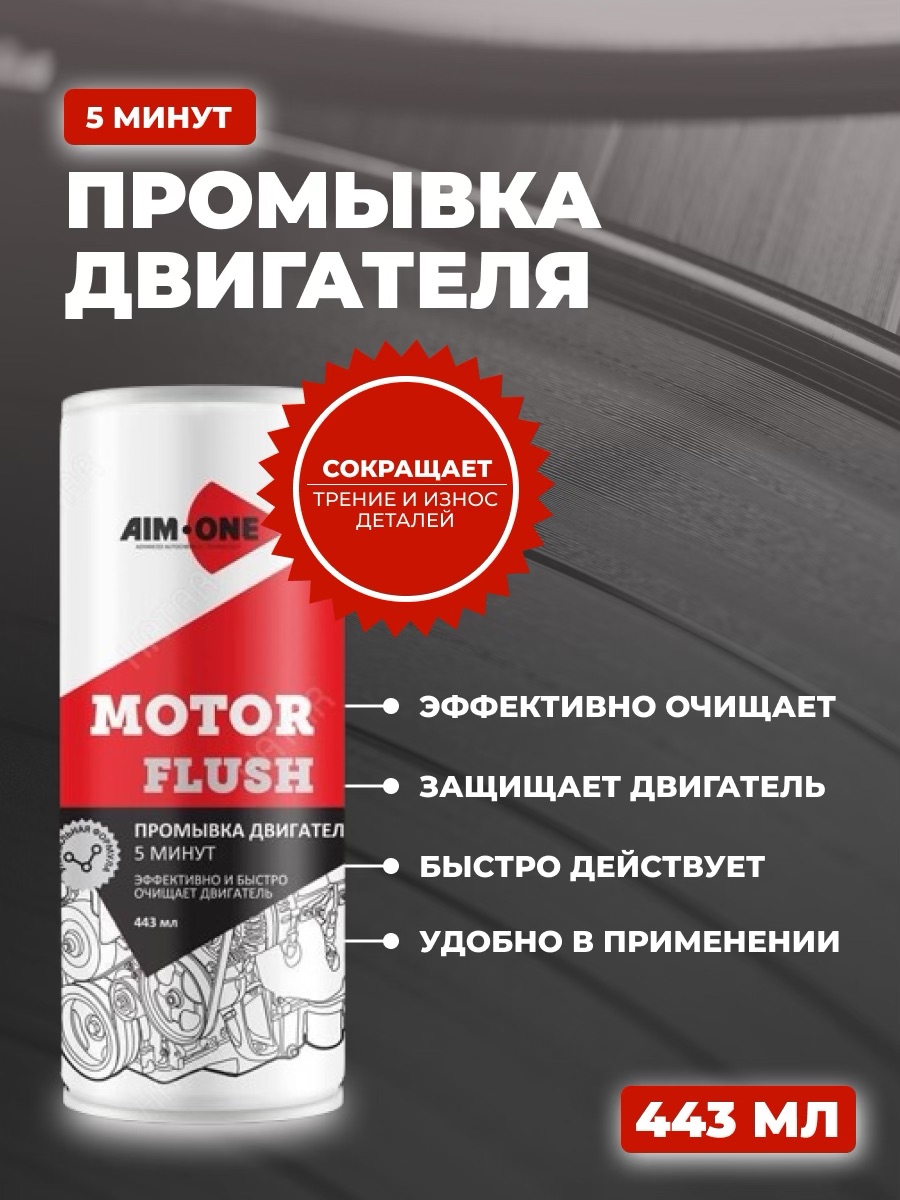 5 МИНУТ
ПРОМЫВКА
ДВИГАТЕЛЯ
СОКРАЩАЕТ
ТРЕНИЕ И ИЗНОС
ДЕТАЛЕЙ
AIM•ONE
MOTOR
FLUSH
ПРОМЫВКА ДВИГАТЕЛ
5 МИНУТ
ЭФФЕКТИВНО И БЫСТРО
ОЧИЩАЕТ ДВИГАТЕЛЬ
443 мл
ЭФФЕКТИВНО ОЧИЩАЕТ
ЗАЩИЩАЕТ ДВИГАТЕЛЬ
БЫСТРО ДЕЙСТВУЕТ
УДОБНО В ПРИМЕНЕНИИ
443 МЛ